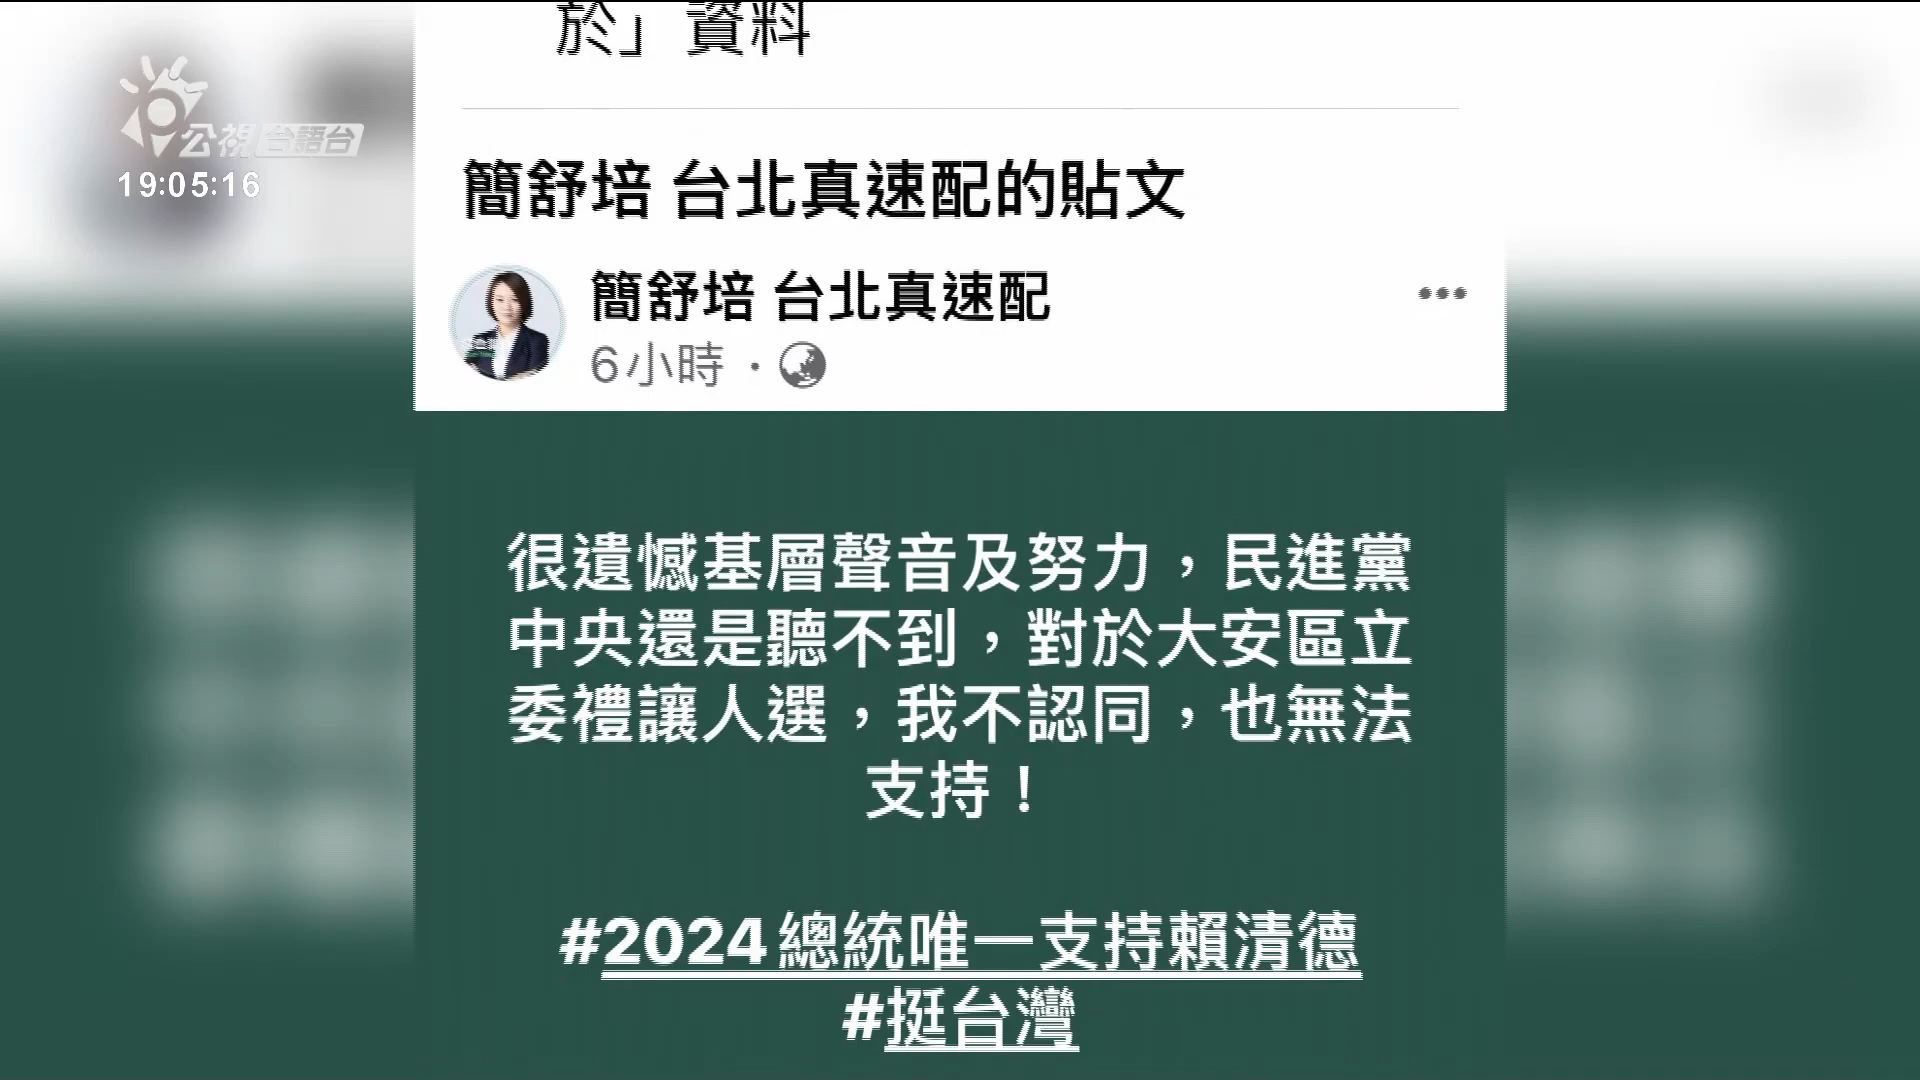 於」資料
公視台語台
19:05:16
簡舒培 台北真速配的貼文
簡舒培 台北真速配
6小時 ·
很遺憾基層聲音及努力，民進黨
中央還是聽不到，對於大安區立
委禮讓人選，我不認同，也無法
支持！
#2024總統唯一支持賴清德
#挺台灣